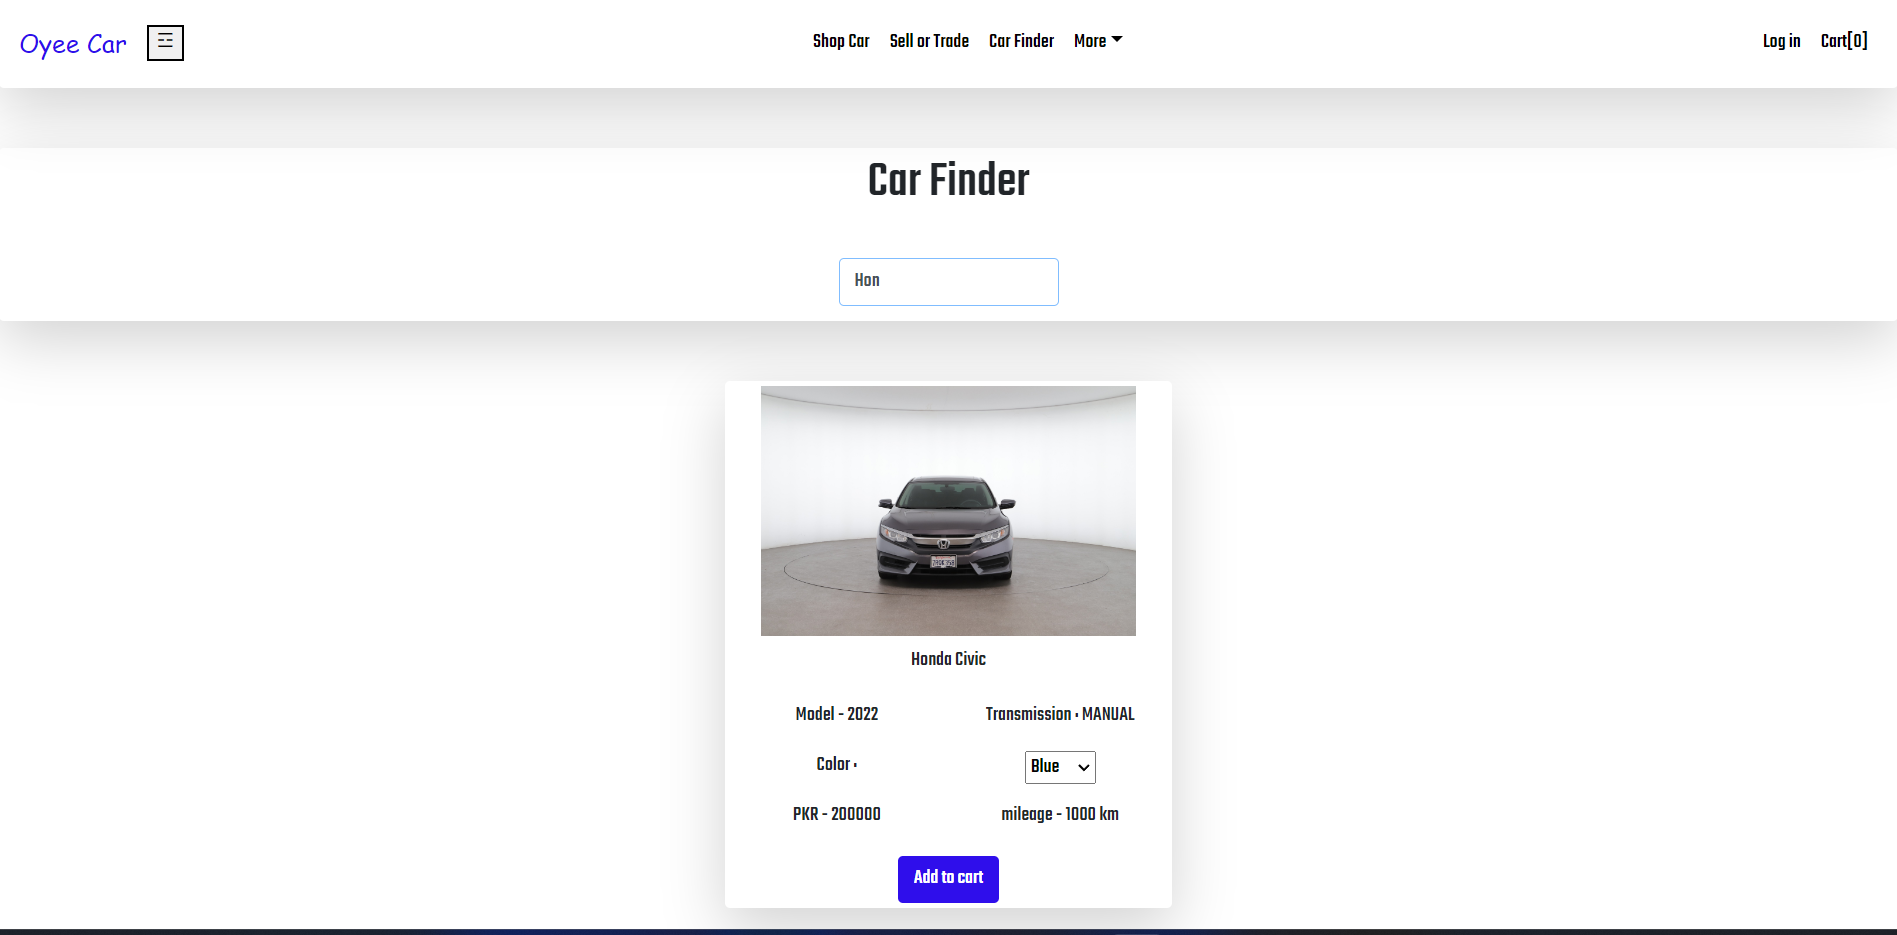 Oyee Car
Shop Car Sell or Trade Car Finder More
Log in Cart[0]
Car Finder
Hon
Honda Civic
Model - 2022 Transmission : MANUAL
Color : Blue
PKR - 200000 mileage - 1000 km
Add to cart